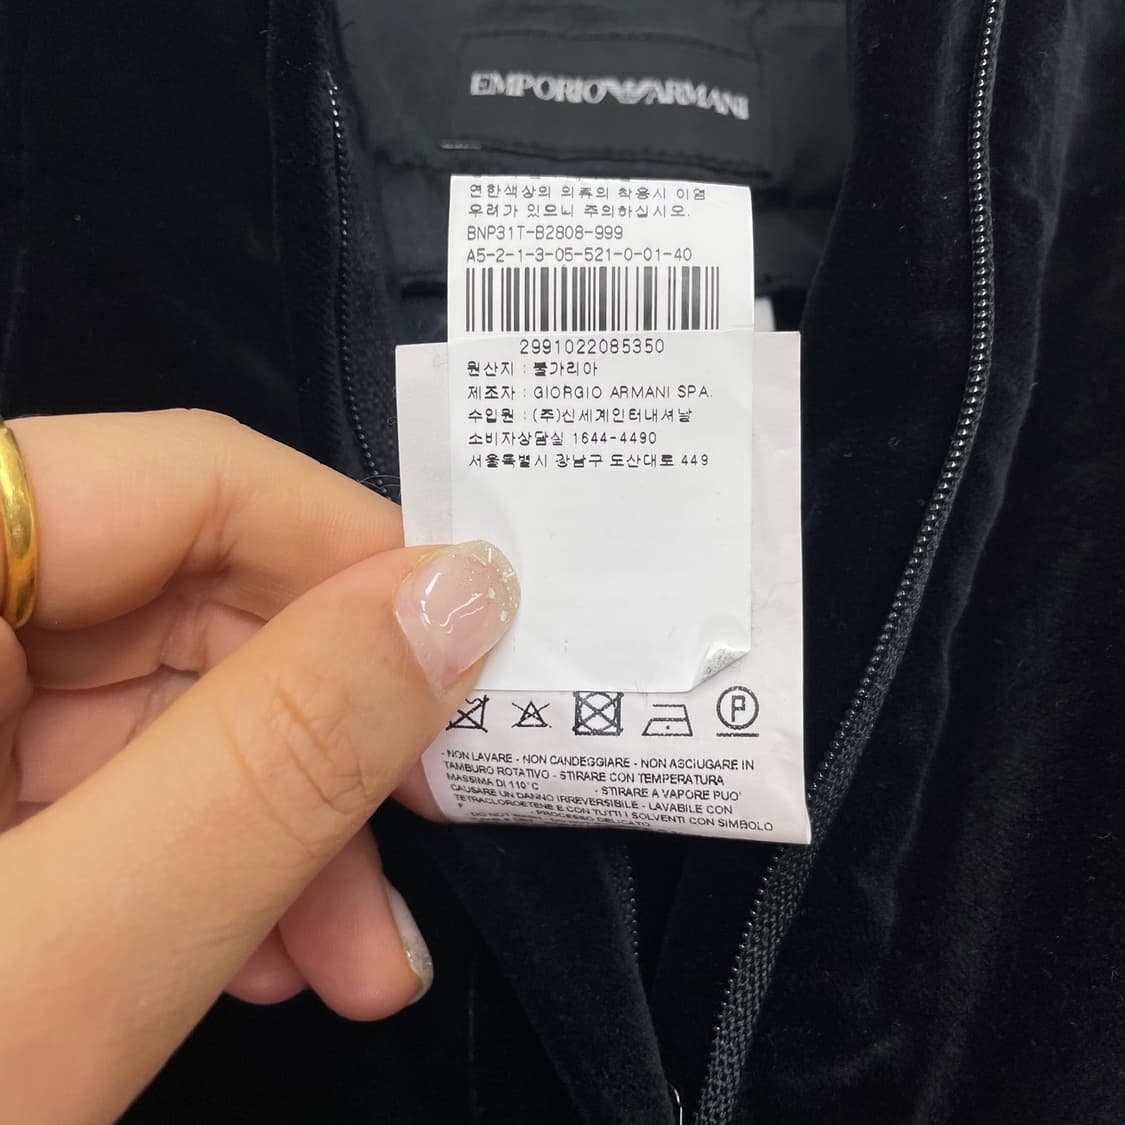 EMPORIO ARMANI
연한색상의 의류의 착용시 이염
우려가 있으니 주의하십시오.
BNP31T-B2808-999
A5-2-1-3-05-521-0-01-40
2991022085350
원산지 : 불가리아
제조자 : GIORGIO ARMANI SPA.
수입원 : (주)신세계인터내셔날
소비자상담실 1644-4490
서울특별시 강남구 도산대로 449
P
- NON LAVARE - NON CANDEGGIARE - NON ASCIUGARE IN
TAMBURO ROTATIVO - STIRARE CON TEMPERATURA
MASSIMA DI 110°C - STIRARE A VAPORE PUO'
CAUSARE UN DANNO IRREVERSIBILE - LAVABILE CON
TETRACLOROETENE E CON TUTTI I SOLVENTI CON SIMBOLO
F - PROCESSO DELICATO